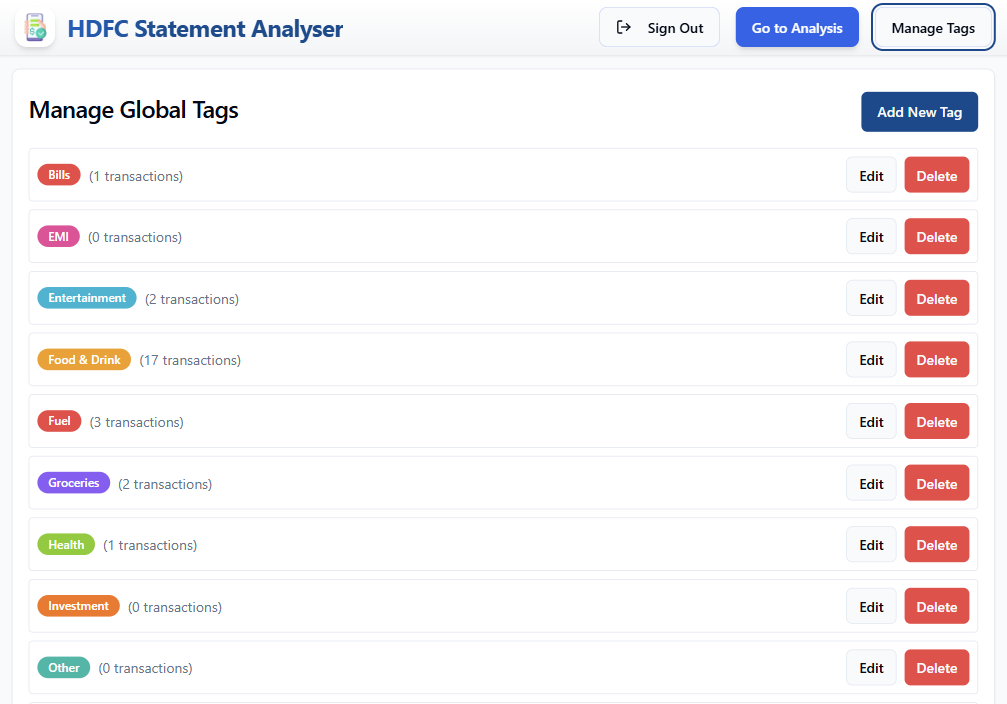 HDFC Statement Analyser
Sign Out
Go to Analysis
Manage Tags
Manage Global Tags
Add New Tag
Bills (1 transactions) Edit Delete
EMI (0 transactions) Edit Delete
Entertainment (2 transactions) Edit Delete
Food & Drink (17 transactions) Edit Delete
Fuel (3 transactions) Edit Delete
Groceries (2 transactions) Edit Delete
Health (1 transactions) Edit Delete
Investment (0 transactions) Edit Delete
Other (0 transactions) Edit Delete